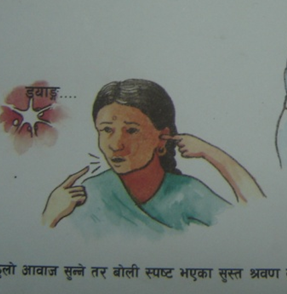 ड्वाङ्ग....
ठुलो आवाज सुन्ने तर बोली स्पष्ट भएका सुस्त श्रवण